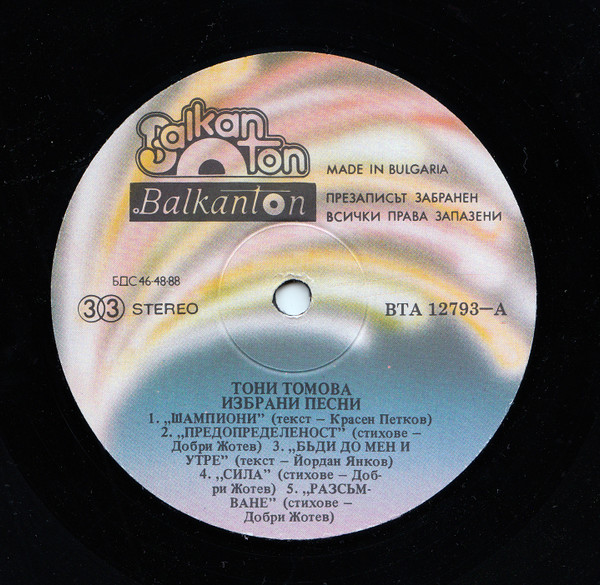 Balkan
ton
Balkanton
MADE IN BULGARIA
ПРЕЗАПИСЪТ ЗАБРАНЕН
ВСИЧКИ ПРАВА ЗАПАЗЕНИ
БДС 46-48-88
33 STEREO
ВТА 12793–А
ТОНИ ТОМОВА
ИЗБРАНИ ПЕСНИ
1. „ШАМПИОНИ” (текст – Красен Петков)
2. „ПРЕДОПРЕДЕЛЕНОСТ” (стихове –
Добри Жотев) 3. „БЪДИ ДО МЕН И
УТРЕ” (текст – Йордан Янков)
4. „СИЛА” (стихове – Доб-
ри Жотев) 5. „РАЗСЪМ-
ВАНЕ” (стихове –
Добри Жотев)